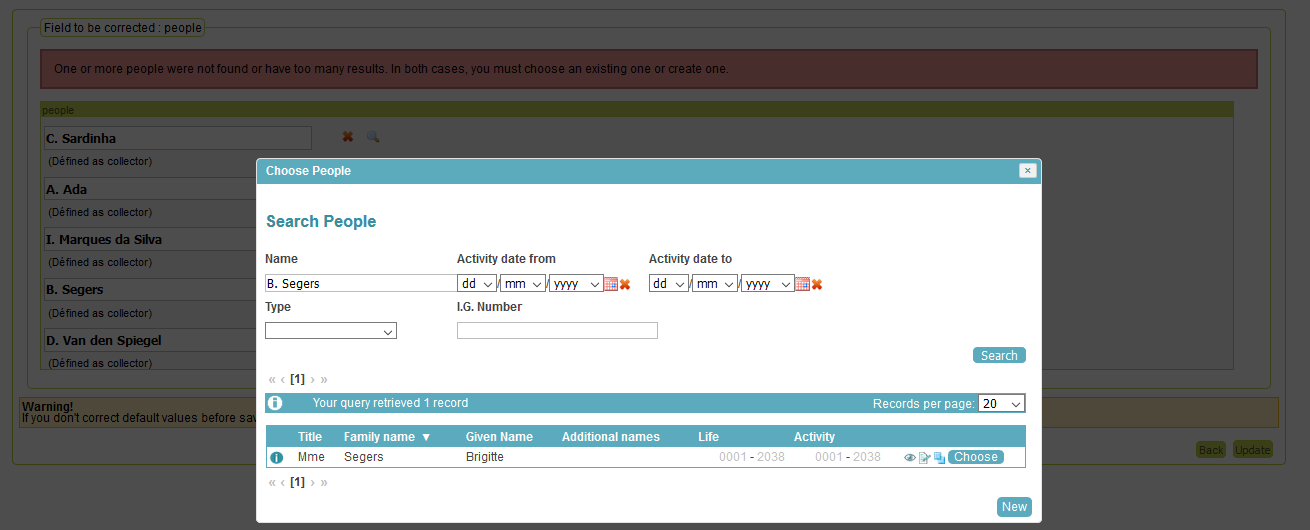 Field to be corrected : people
One or more people were not found or have too many results. In both cases, you must choose an existing one or create one.
people
C. Sardinha
(Défined as collector)
A. Ada
(Défined as collector)
I. Marques da Silva
(Défined as collector)
B. Segers
(Défined as collector)
D. Van den Spiegel
(Défined as collector)
Warning!
If you don't correct default values before sav
Back Update
Choose People
Search People
Name Activity date from Activity date to
B. Segers dd / mm / yyyy dd / mm / yyyy
Type I.G. Number
Search
« ‹ [1] › »
Your query retrieved 1 record Records per page: 20
Title Family name ▼ Given Name Additional names Life Activity
Mme Segers Brigitte 0001 - 2038 0001 - 2038 Choose
« ‹ [1] › »
New